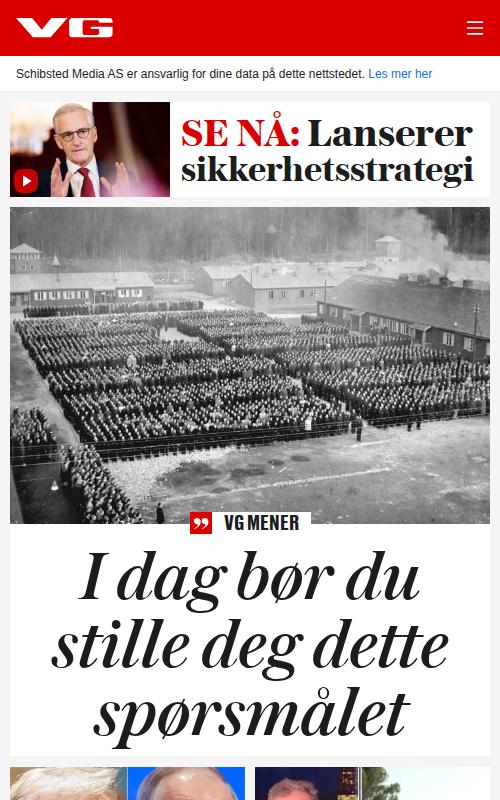 VG
Schibsted Media AS er ansvarlig for dine data på dette nettstedet. Les mer her
SE NÅ: Lanserer
sikkerhetsstrategi
VG MENER
I dag bør du
stille deg dette
spørsmålet